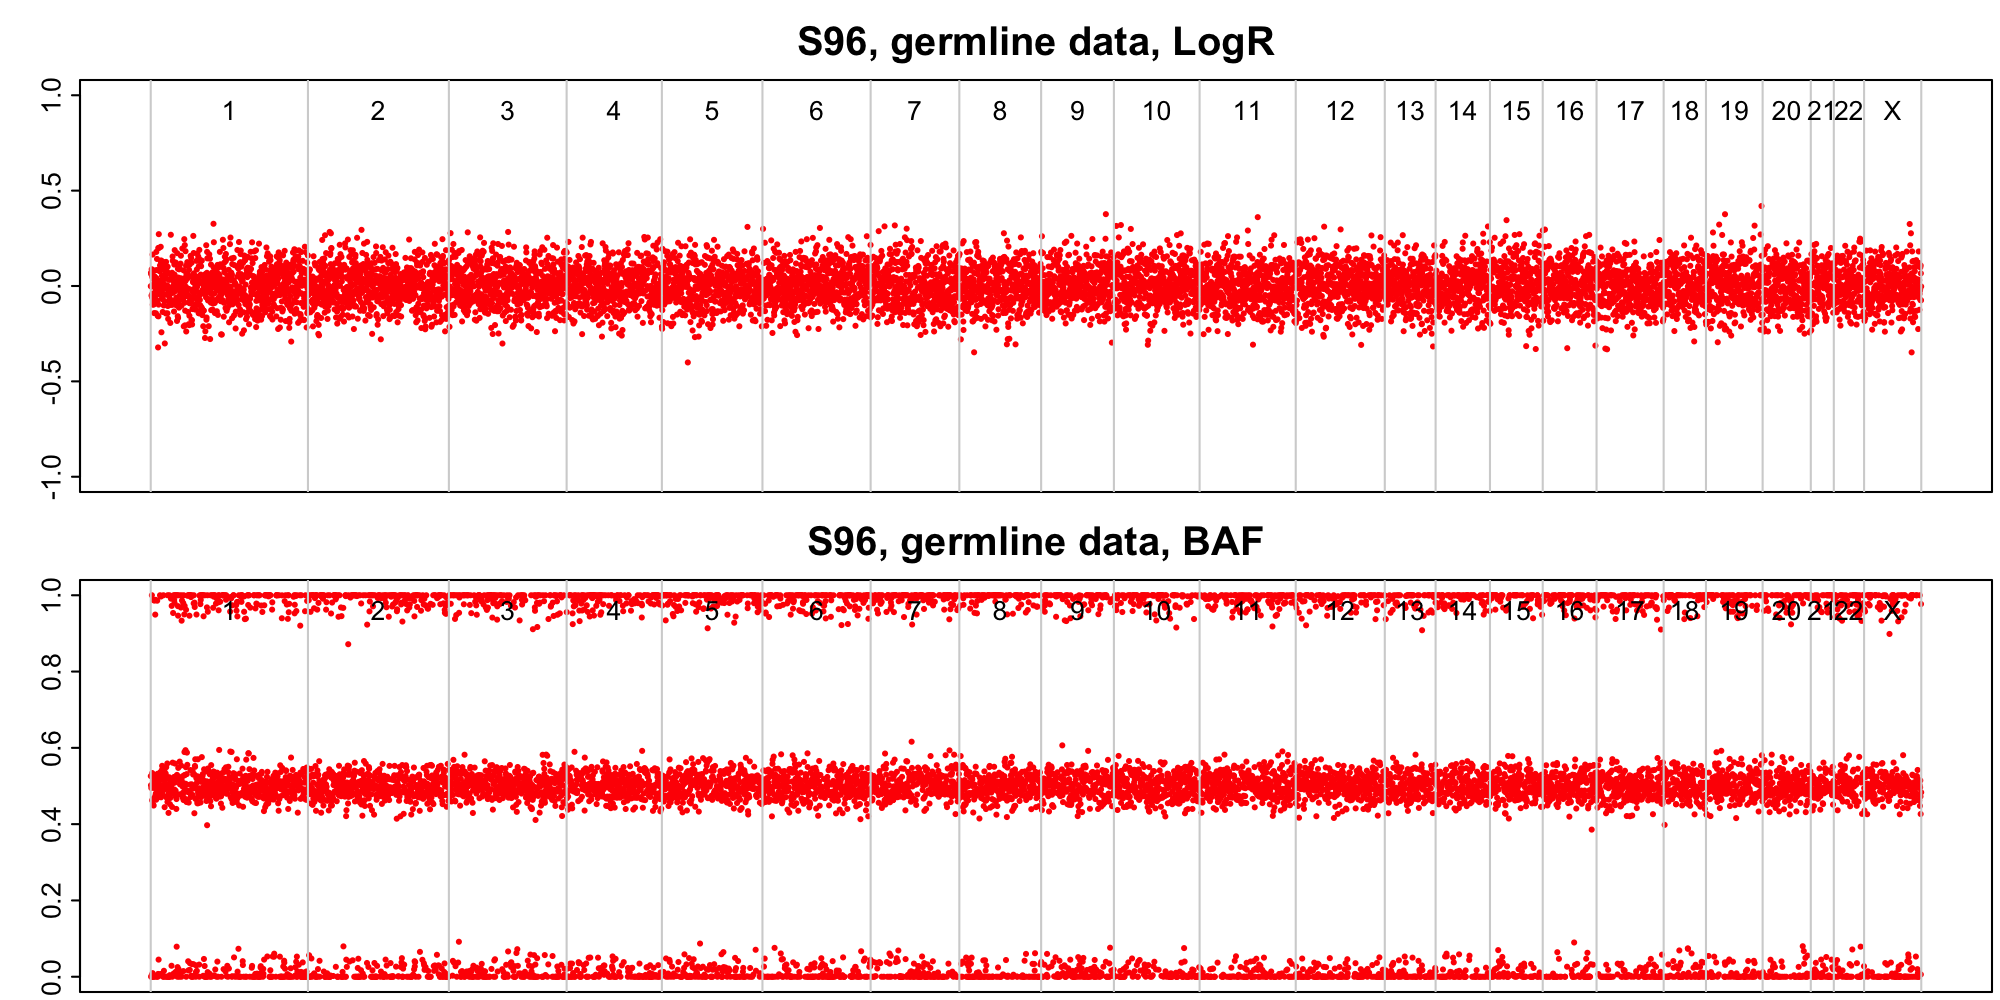 S96, germline data, LogR
1.0
0.5
0.0
-0.5
-1.0
1 2 3 4 5 6 7 8 9 10 11 12 13 14 15 16 17 18 19 20 21 22 X
S96, germline data, BAF
1.0
0.8
0.6
0.4
0.2
0.0
1 2 3 4 5 6 7 8 9 10 11 12 13 14 15 16 17 18 19 20 21 22 X